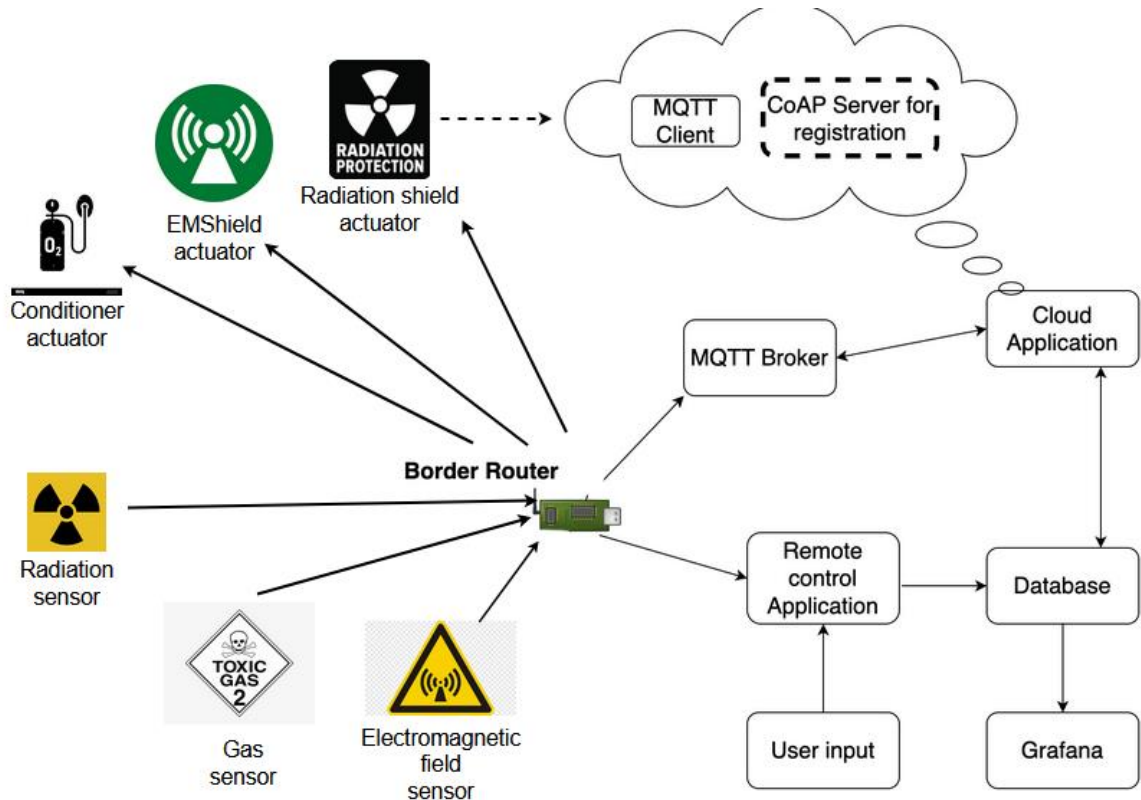 RADIATION
PROTECTION
Radiation shield
actuator
EMShield
actuator
O2
Conditioner
actuator
MQTT
Client
CoAP Server for
registration
Cloud
Application
MQTT Broker
Border Router
Radiation
sensor
TOXIC
GAS
2
Gas
sensor
Electromagnetic
field
sensor
Remote
control
Application
Database
User input
Grafana